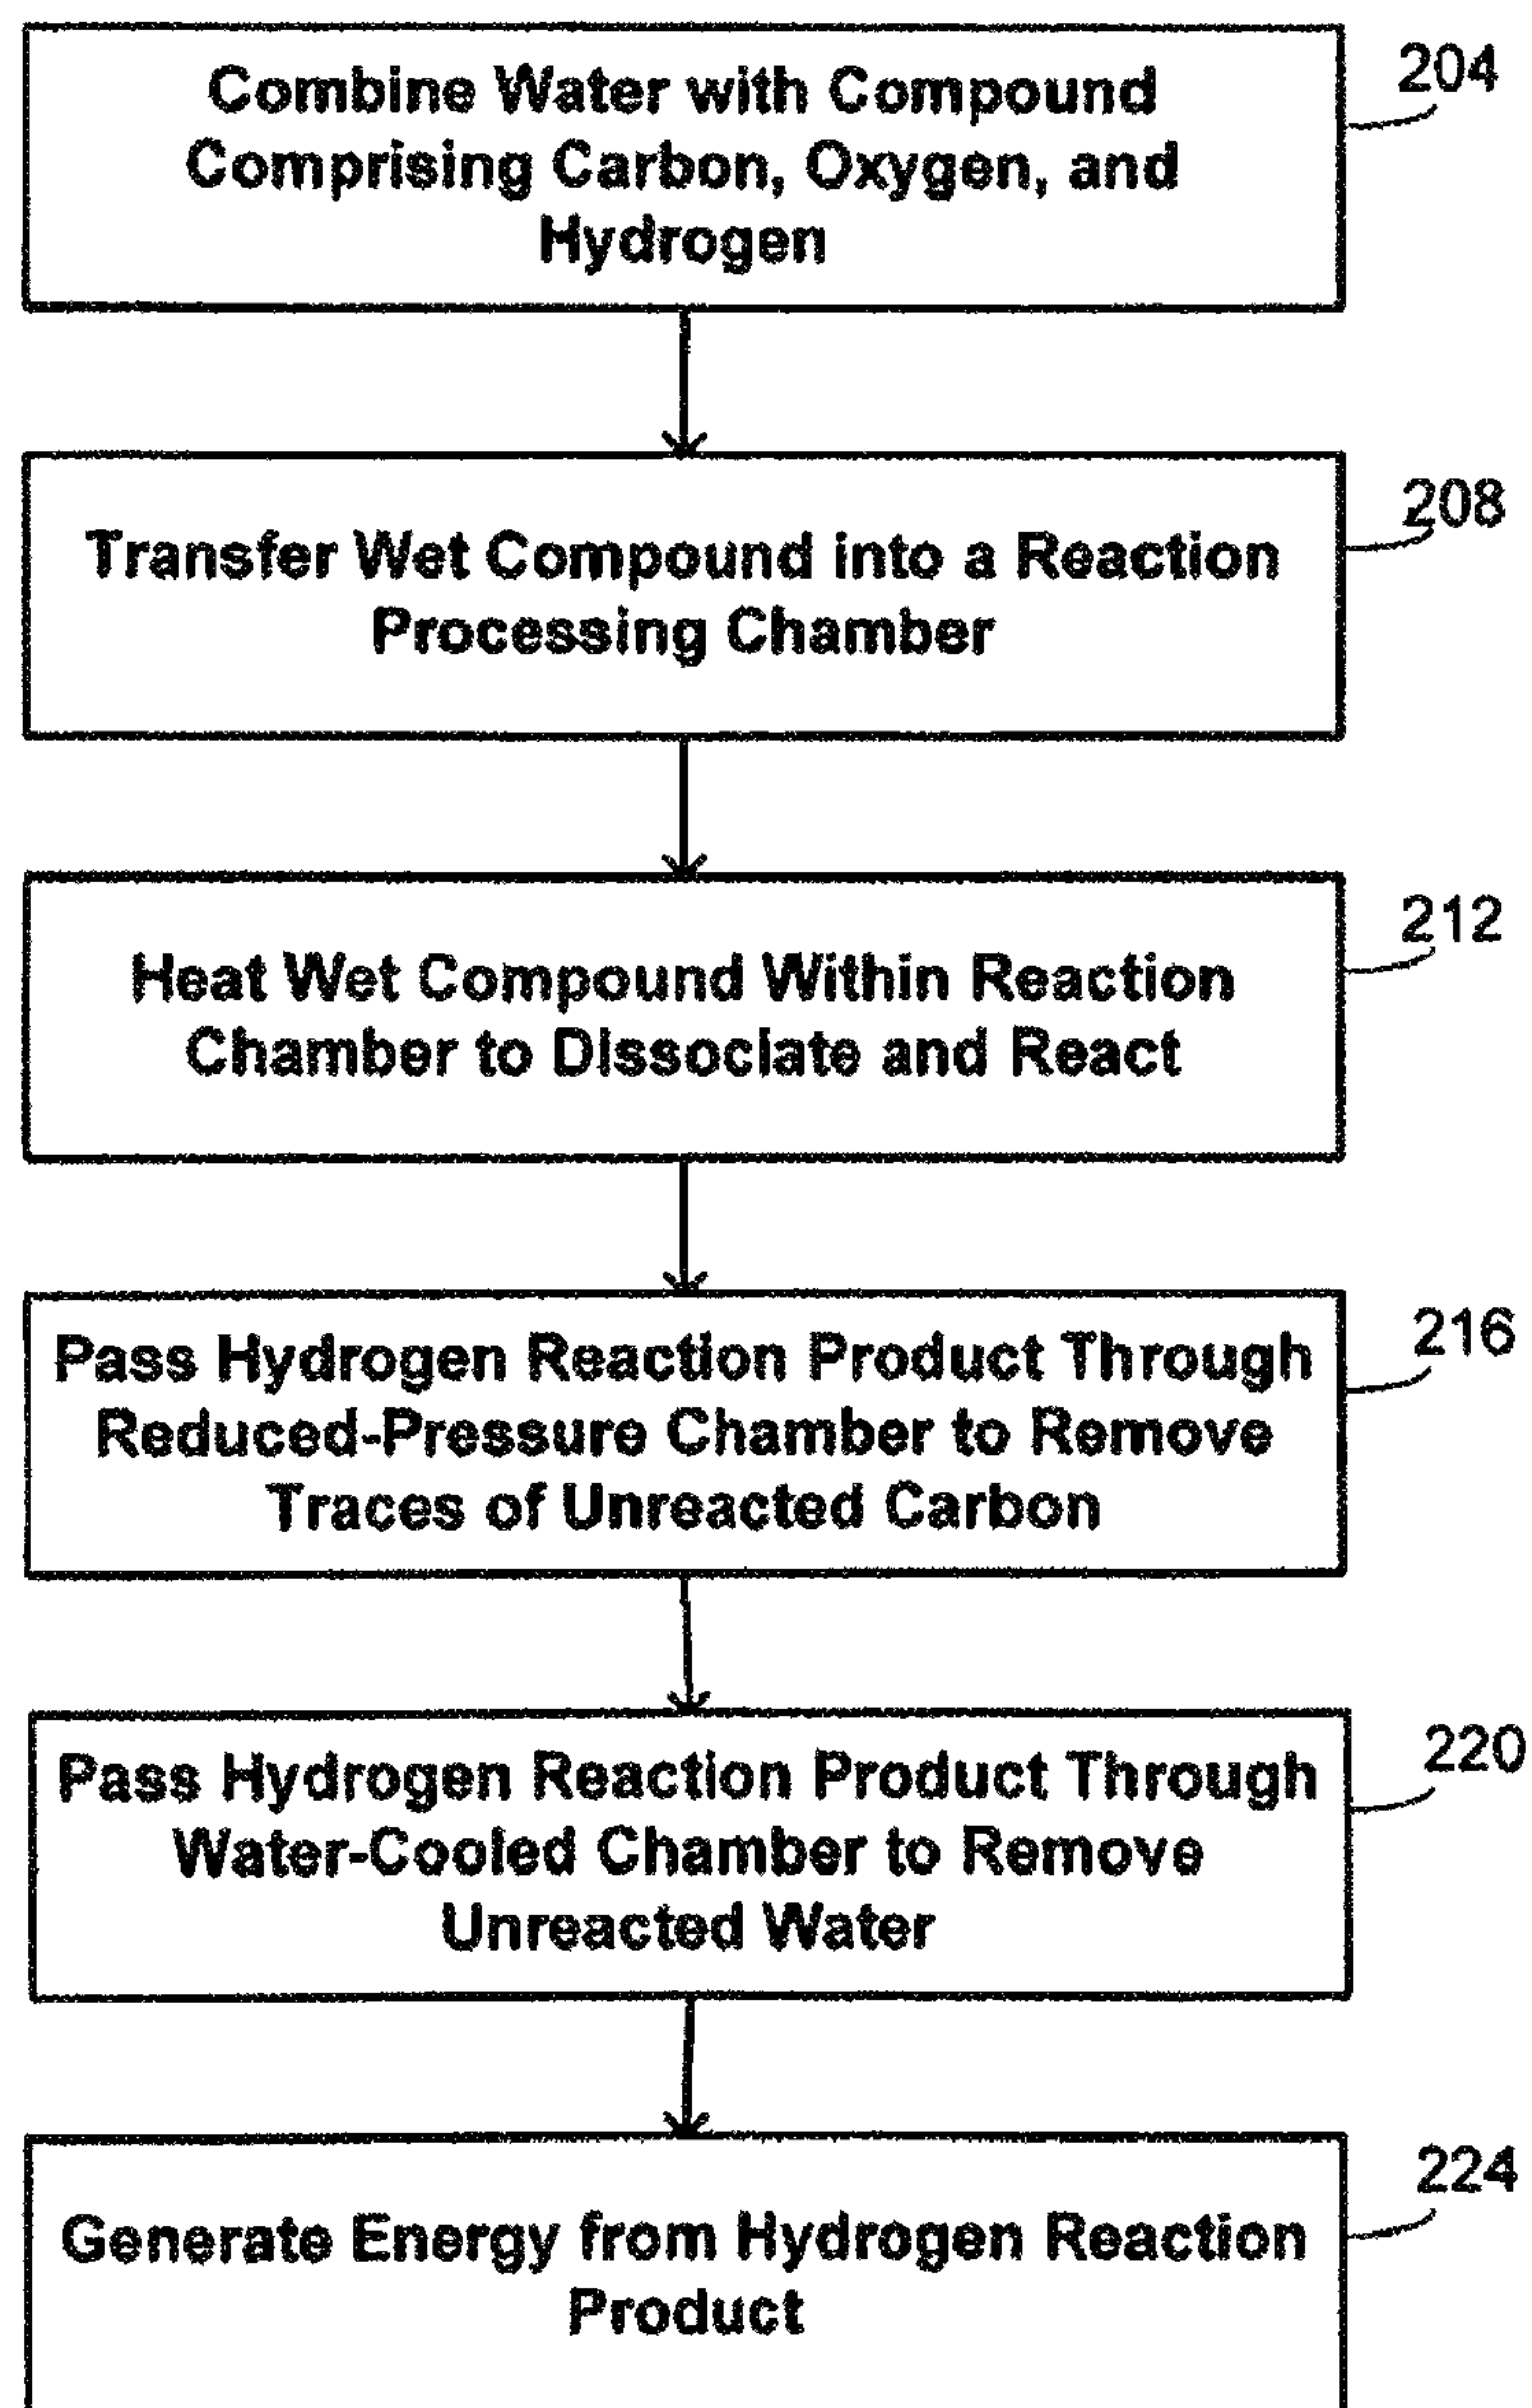 Combine Water with Compound
Comprising Carbon, Oxygen, and
Hydrogen
204
Transfer Wet Compound into a Reaction
Processing Chamber
208
Heat Wet Compound Within Reaction
Chamber to Dissociate and React
212
Pass Hydrogen Reaction Product Through
Reduced-Pressure Chamber to Remove
Traces of Unreacted Carbon
216
Pass Hydrogen Reaction Product Through
Water-Cooled Chamber to Remove
Unreacted Water
220
Generate Energy from Hydrogen Reaction
Product
224